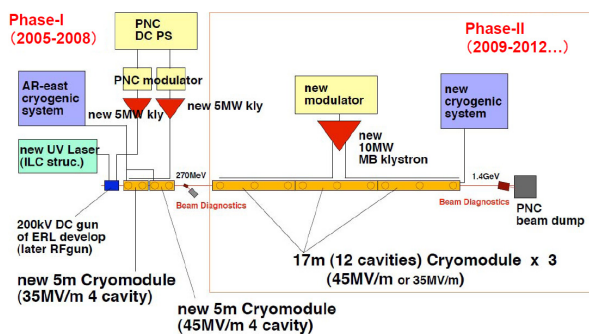 Phase-I
（2005-2008）
PNC
DC PS
Phase-II
(2009-2012…)
AR-east
cryogenic
system
PNC modulator
new 5MW kly
new 5MW kly
new
modulator
new
cryogenic
system
new UV Laser
(ILC struc.)
new
10MW
MB klystron
270MeV
1.4GeV
Beam Diagnostics
Beam Diagnostics
PNC
beam dump
200kV DC gun
of ERL develop
(later RFgun)
17m (12 cavities) Cryomodule x 3
(45MV/m or 35MV/m)
new 5m Cryomodule
(35MV/m 4 cavity)
new 5m Cryomodule
(45MV/m 4 cavity)